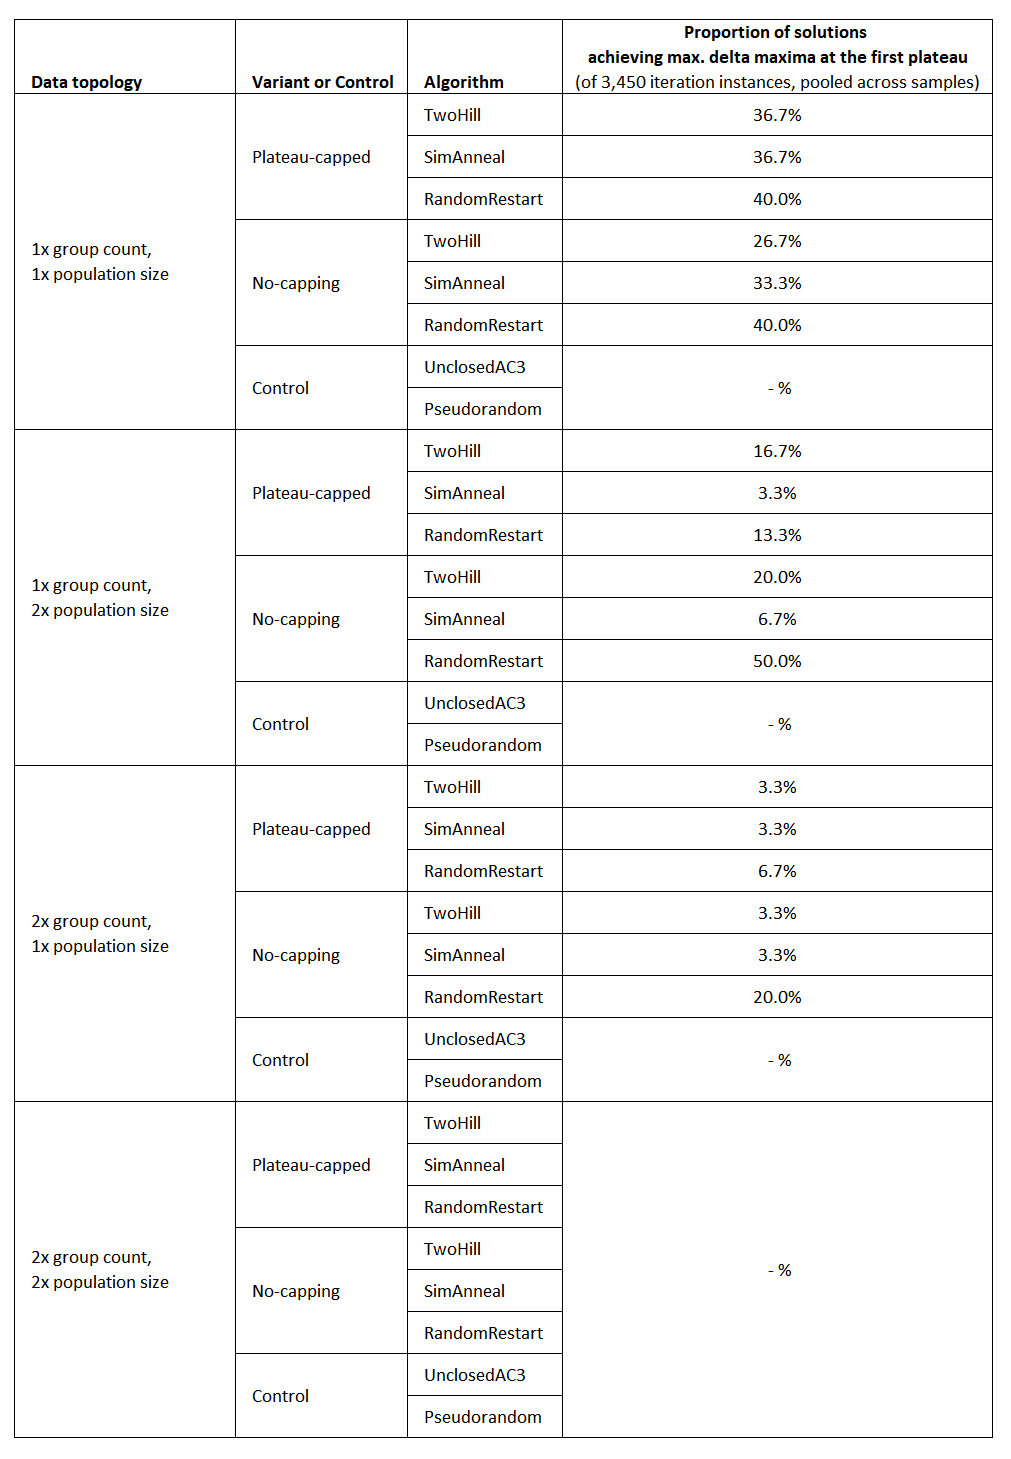 Data topology
Variant or Control
Algorithm
Proportion of solutions
achieving max. delta maxima at the first plateau
(of 3,450 iteration instances, pooled across samples)
1x group count,
1x population size
Plateau-capped
TwoHill
36.7%
SimAnneal
36.7%
RandomRestart
40.0%
No-capping
TwoHill
26.7%
SimAnneal
33.3%
RandomRestart
40.0%
Control
UnclosedAC3
Pseudorandom
- %
1x group count,
2x population size
Plateau-capped
TwoHill
16.7%
SimAnneal
3.3%
RandomRestart
13.3%
No-capping
TwoHill
20.0%
SimAnneal
6.7%
RandomRestart
50.0%
Control
UnclosedAC3
Pseudorandom
- %
2x group count,
1x population size
Plateau-capped
TwoHill
3.3%
SimAnneal
3.3%
RandomRestart
6.7%
No-capping
TwoHill
3.3%
SimAnneal
3.3%
RandomRestart
20.0%
Control
UnclosedAC3
Pseudorandom
- %
2x group count,
2x population size
Plateau-capped
TwoHill
SimAnneal
RandomRestart
No-capping
TwoHill
SimAnneal
RandomRestart
Control
UnclosedAC3
Pseudorandom
- %